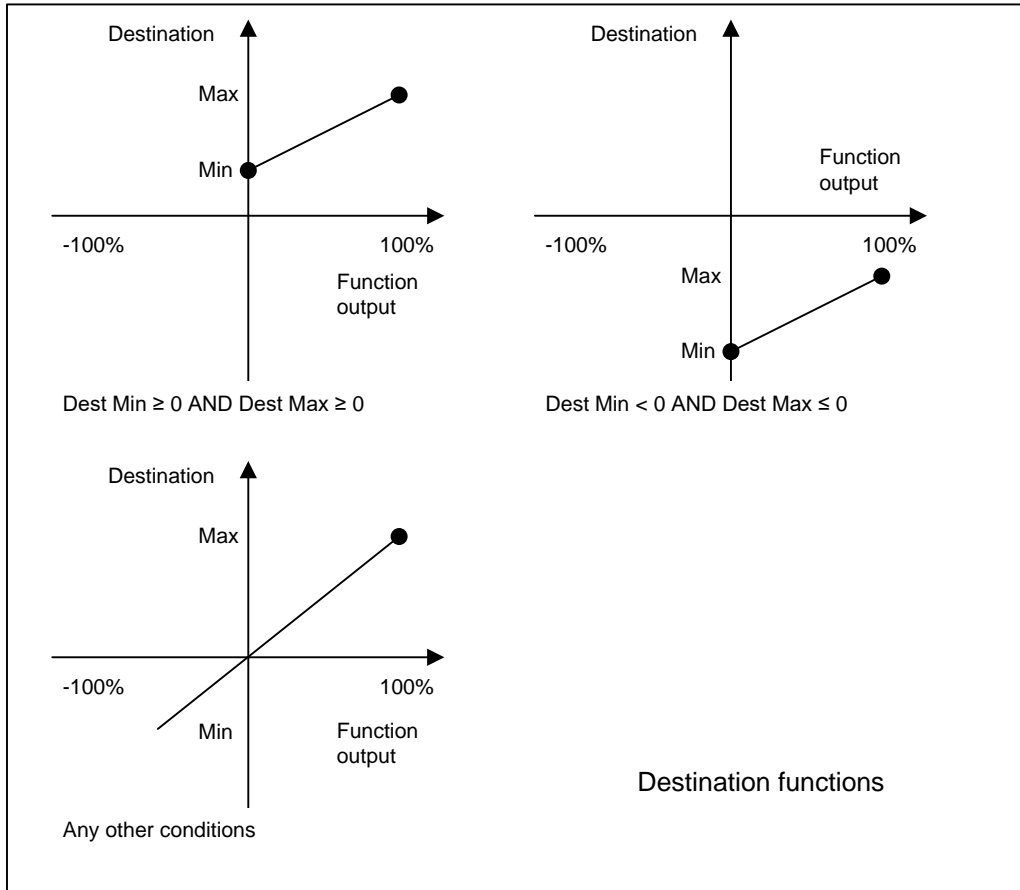 Destination
Max
Min
-100%
100%
Function
output
Dest Min ≥ 0 AND Dest Max ≥ 0
Destination
Function
output
-100%
100%
Max
Min
Dest Min < 0 AND Dest Max ≤ 0
Destination
Max
-100%
100%
Min
Function
output
Any other conditions
Destination functions